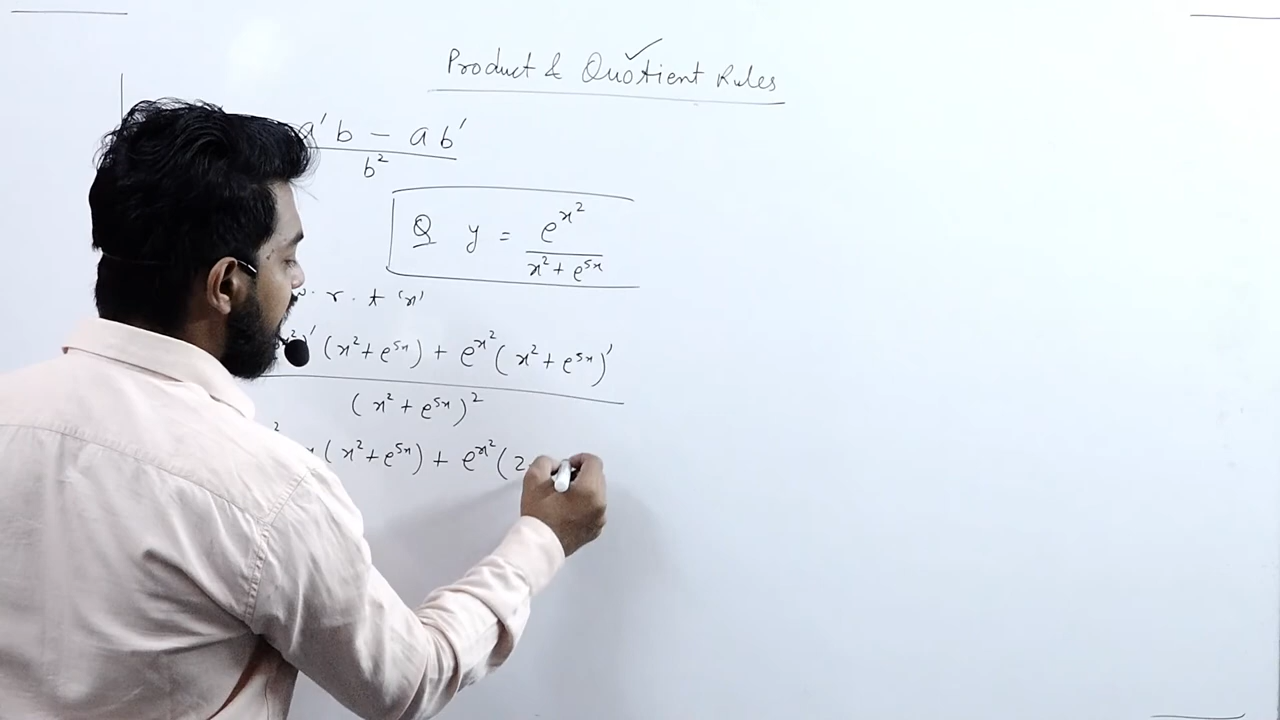 Product & Quotient Rules
a'b - ab'
b²
Q y = e^{x²}
x² + e^{5x}
w.r.t 'x'
²)' (x² + e^{5x}) + e^{x²} (x² + e^{5x})'
(x² + e^{5x})²
(x² + e^{5x}) + e^{x²} (2